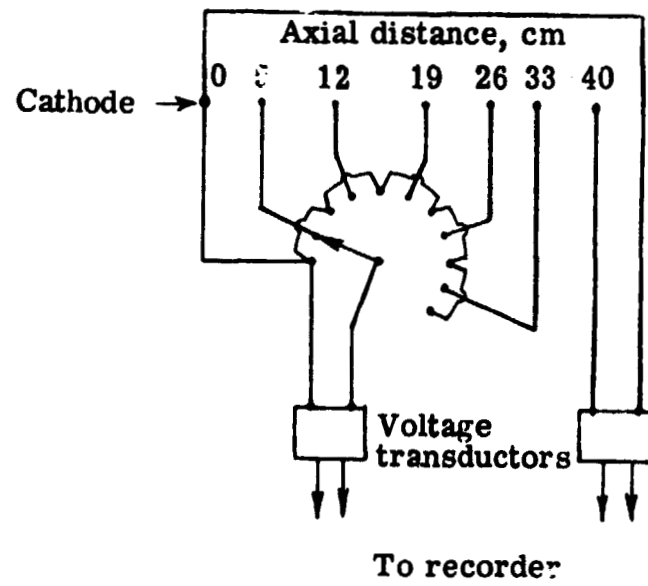 Axial distance, cm
0 12 19 26 33 40
Cathode
Voltage
transductors
To recorder